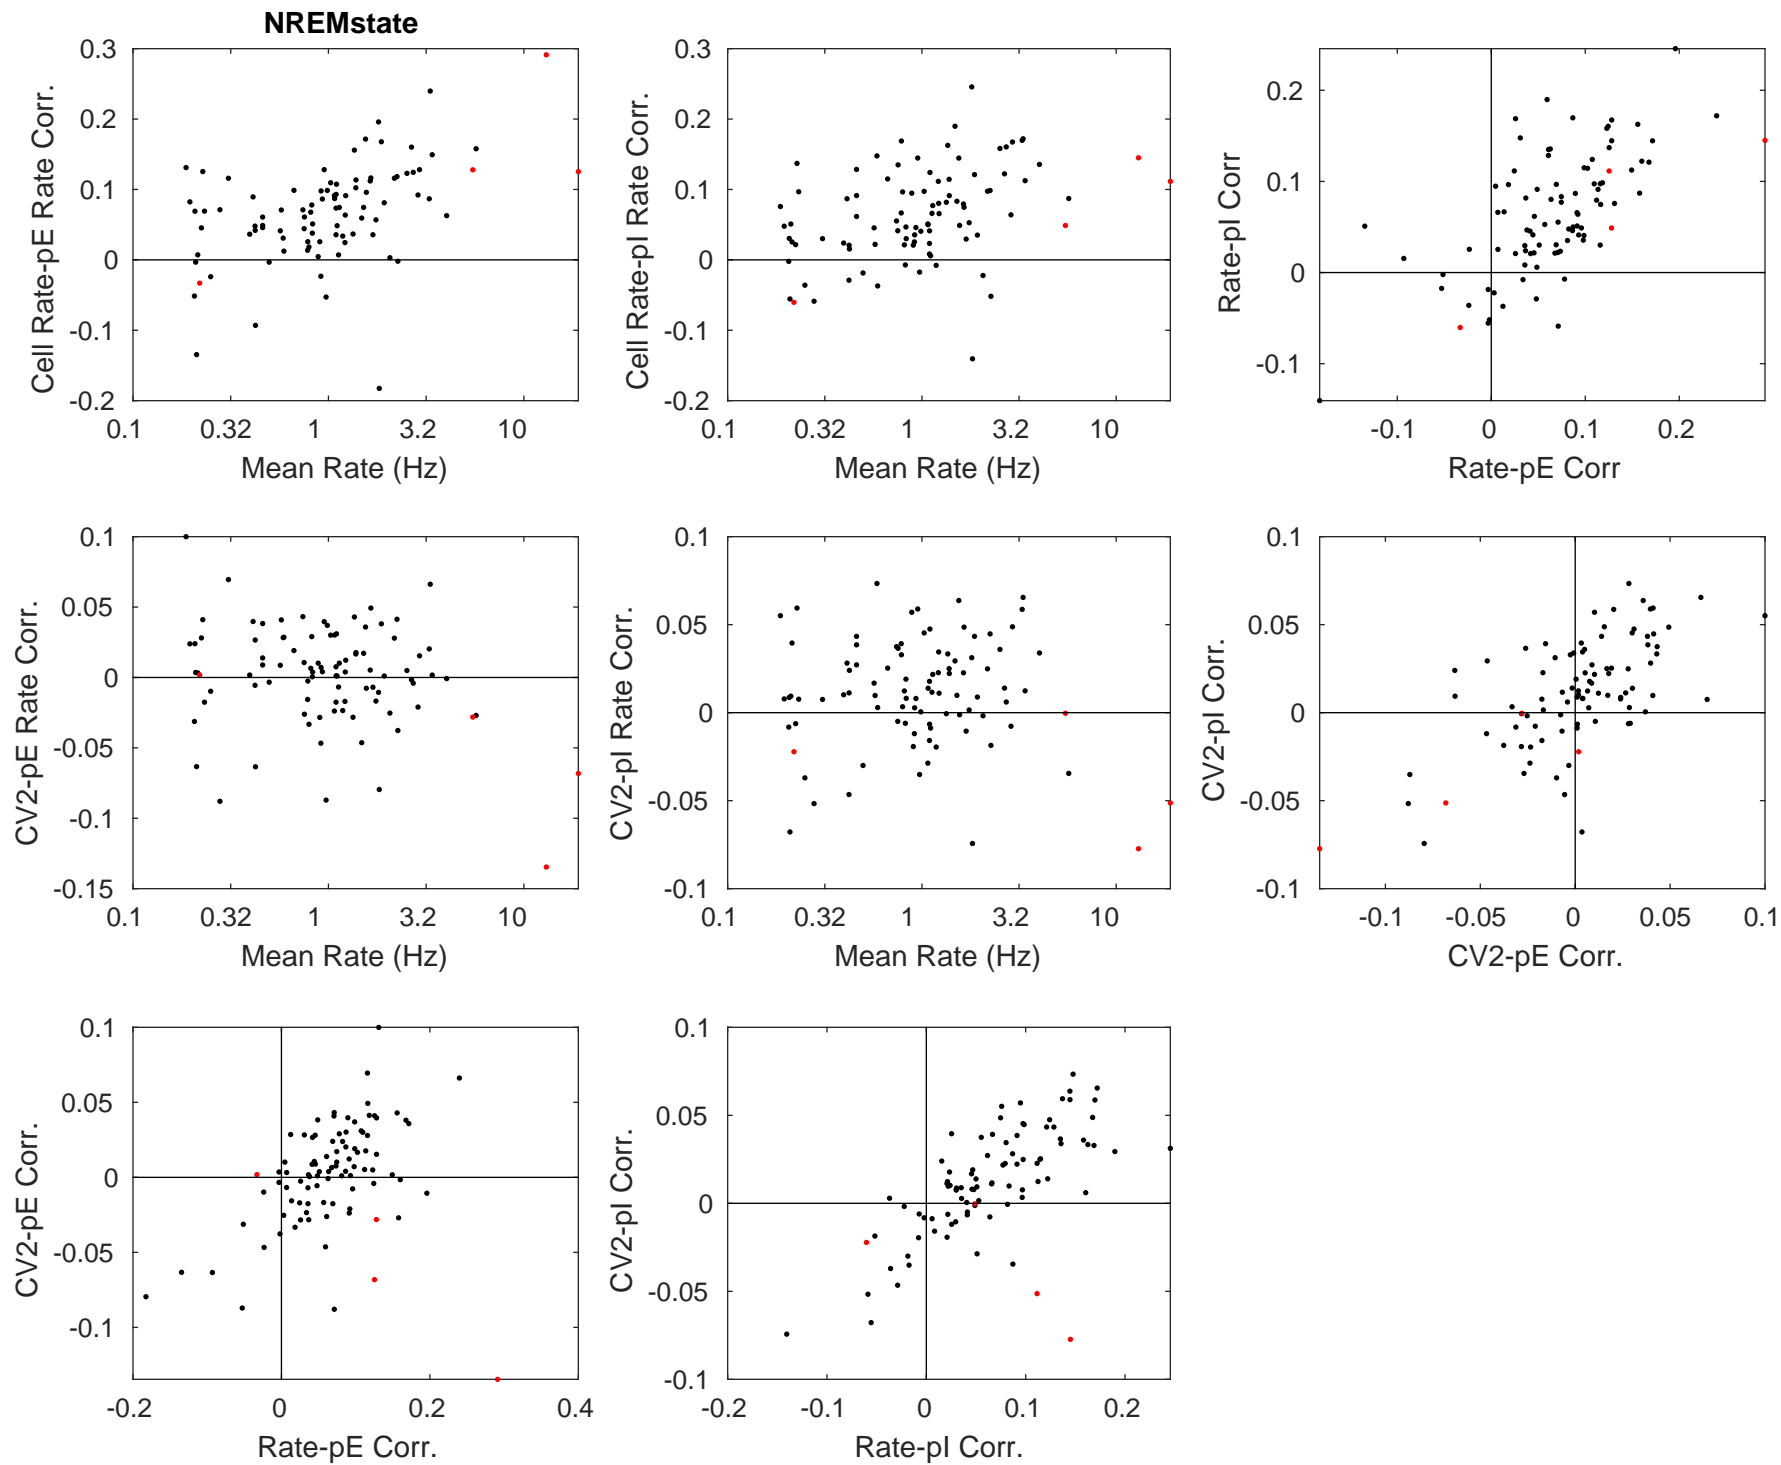 NREMstate
0.3
0.2
0.1
0
-0.1
-0.2
Cell Rate-pE Rate Corr.
0.1 0.32 1 3.2 10
Mean Rate (Hz)
0.3
0.2
0.1
0
-0.1
-0.2
Cell Rate-pI Rate Corr.
0.1 0.32 1 3.2 10
Mean Rate (Hz)
0.2
0.1
0
-0.1
Rate-pI Corr
-0.1 0 0.1 0.2
Rate-pE Corr
0.1
0.05
0
-0.05
-0.1
-0.15
CV2-pE Rate Corr.
0.1 0.32 1 3.2 10
Mean Rate (Hz)
0.1
0.05
0
-0.05
-0.1
CV2-pI Rate Corr.
0.1 0.32 1 3.2 10
Mean Rate (Hz)
0.1
0.05
0
-0.05
-0.1
CV2-pI Corr.
-0.1 -0.05 0 0.05 0.1
CV2-pE Corr.
0.1
0.05
0
-0.05
-0.1
CV2-pE Corr.
-0.2 0 0.2 0.4
Rate-pE Corr.
0.1
0.05
0
-0.05
-0.1
CV2-pI Corr.
-0.2 -0.1 0 0.1 0.2
Rate-pI Corr.